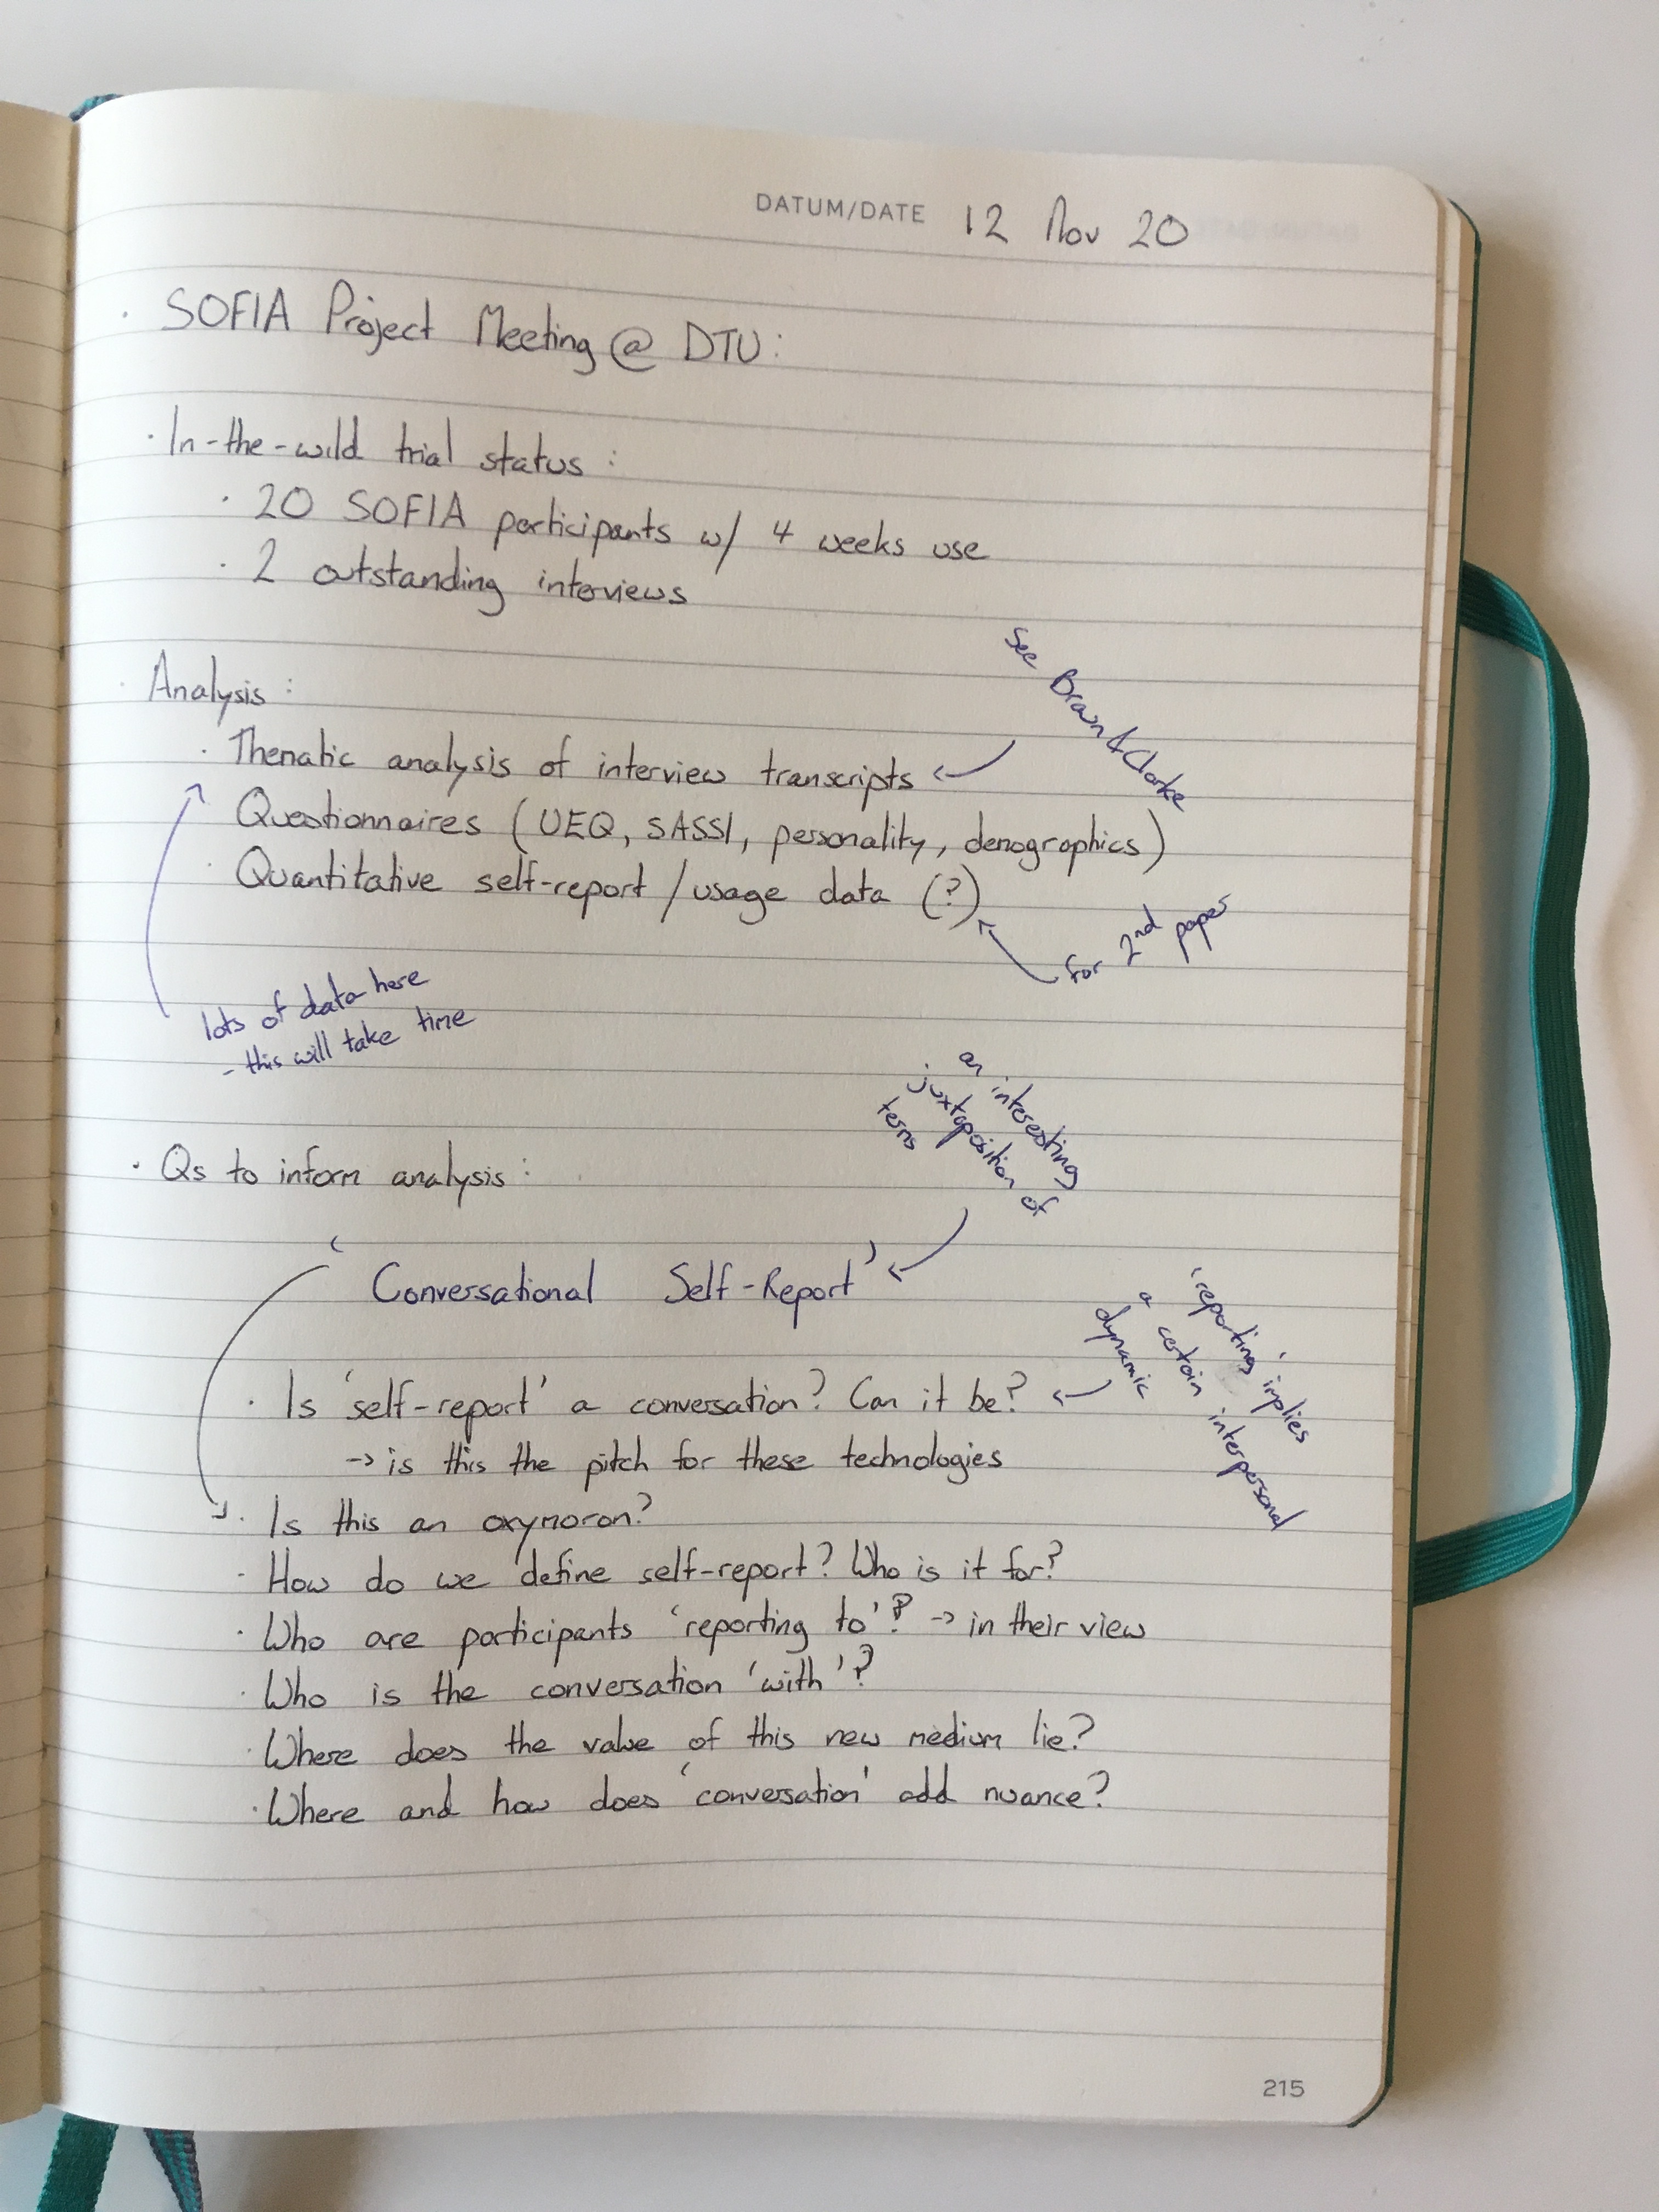 DATUM/DATE 12 Nov 20
· SOFIA Project Meeting @ DTU:
· In-the-wild trial status:
· 20 SOFIA participants w/ 4 weeks use
· 2 outstanding interviews
· Analysis:
see Braun & Clarke
· Thematic analysis of interview transcripts
Questionnaires (UEQ, SASSI, personality, demographics)
· Quantitative self-report / usage data (?)
for 2nd paper
lots of data here
- this will take time
an interesting
juxtaposition of
terms
· Qs to inform analysis:
'Conversational Self-Report'
'reporting' implies
a certain interpersonal
dynamic
· Is 'self-report' a conversation? Can it be?
→ is this the pitch for these technologies
· Is this an oxymoron?
· How do we define self-report? Who is it for?
· Who are participants 'reporting to'? → in their view
· Who is the conversation 'with'?
· Where does the value of this new medium lie?
· Where and how does 'conversation' add nuance?
215